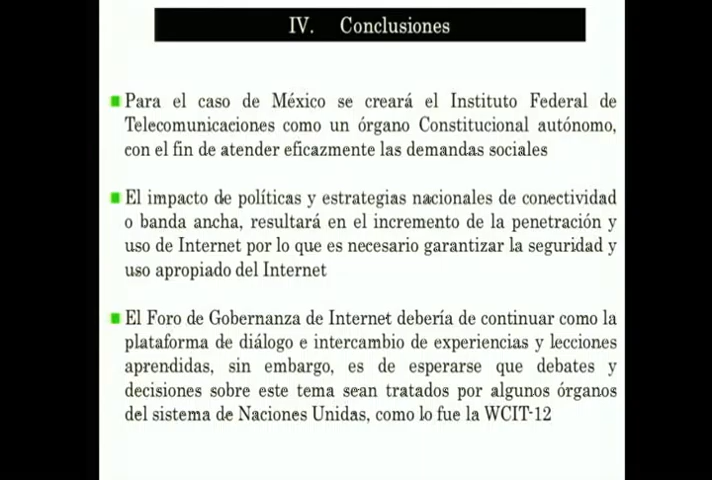 IV. Conclusiones
Para el caso de México se creará el Instituto Federal de
Telecomunicaciones como un órgano Constitucional autónomo,
con el fin de atender eficazmente las demandas sociales
El impacto de políticas y estrategias nacionales de conectividad
o banda ancha, resultará en el incremento de la penetración y
uso de Internet por lo que es necesario garantizar la seguridad y
uso apropiado del Internet
El Foro de Gobernanza de Internet debería de continuar como la
plataforma de diálogo e intercambio de experiencias y lecciones
aprendidas, sin embargo, es de esperarse que debates y
decisiones sobre este tema sean tratados por algunos órganos
del sistema de Naciones Unidas, como lo fue la WCIT-12